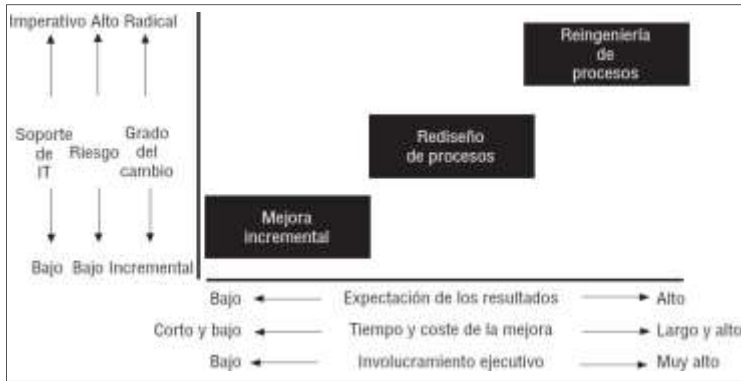 Imperativo Alto Radical
Reingeniería
de
procesos
Soporte
de
IT
Riesgo
Grado
del
cambio
Rediseño
de procesos
Mejora
incremental
Bajo Bajo Incremental
Bajo Expectación de los resultados Alto
Corto y bajo Tiempo y coste de la mejora Largo y alto
Bajo Involucramiento ejecutivo Muy alto